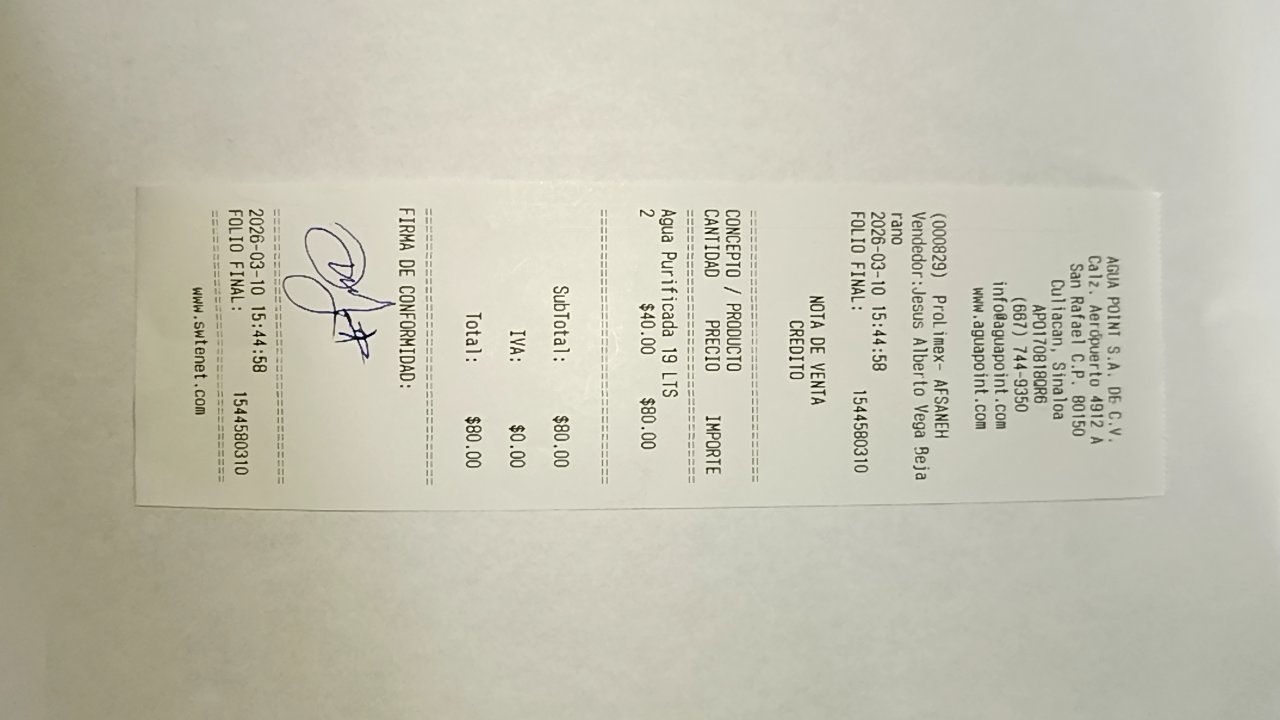 AGUA POINT S.A. DE C.V.
Calz. Aeropuerto 4912 A
San Rafael C.P. 80150
Culiacan, Sinaloa
APO170818QR6
(667) 744-9350
info@aguapoint.com
www.aguapoint.com
(000829) ProLimex- AFSANEH
Vendedor:Jesus Alberto Vega Beja
rano
2026-03-10 15:44:58
FOLIO FINAL: 1544580310
NOTA DE VENTA
CREDITO
===============================
CONCEPTO / PRODUCTO
CANTIDAD PRECIO IMPORTE
===============================
Agua Purificada 19 LTS
2 $40.00 $80.00
===============================
SubTotal: $80.00
IVA: $0.00
Total: $80.00
===============================
FIRMA DE CONFORMIDAD:
===============================
2026-03-10 15:44:58
FOLIO FINAL: 1544580310
===============================
www.swtenet.com